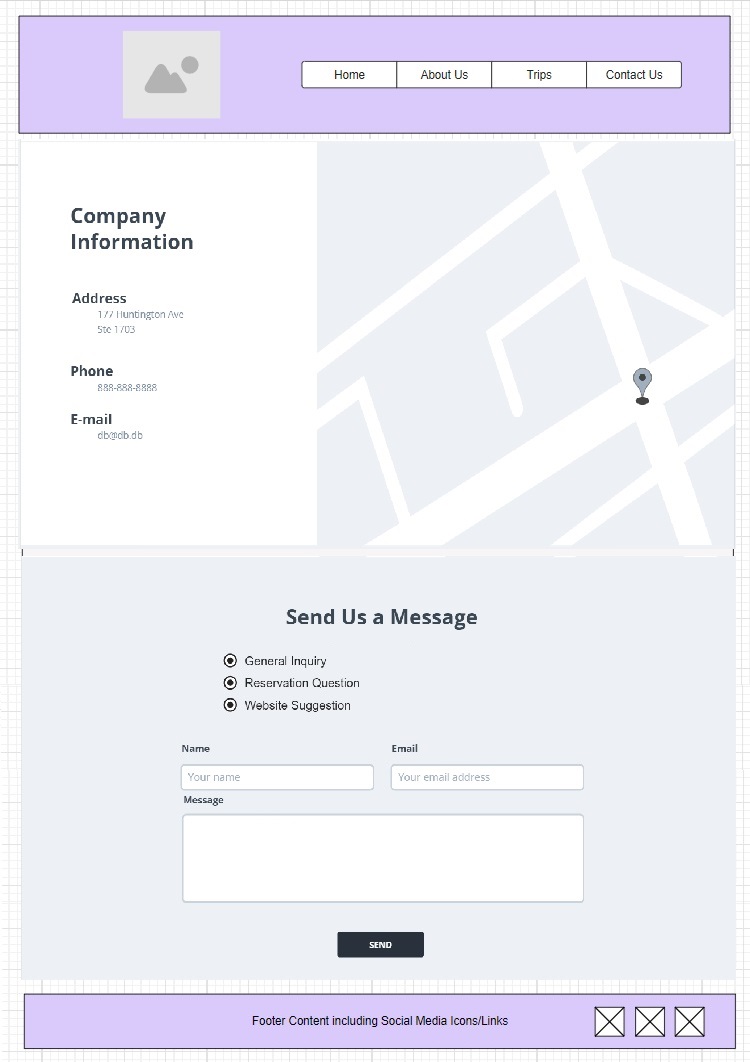 Home
About Us
Trips
Contact Us
Company
Information
Address
177 Huntington Ave
Ste 1703
Phone
888-888-8888
E-mail
db@db.db
Send Us a Message
General Inquiry
Reservation Question
Website Suggestion
Name
Email
Your name
Your email address
Message
SEND
Footer Content including Social Media Icons/Links